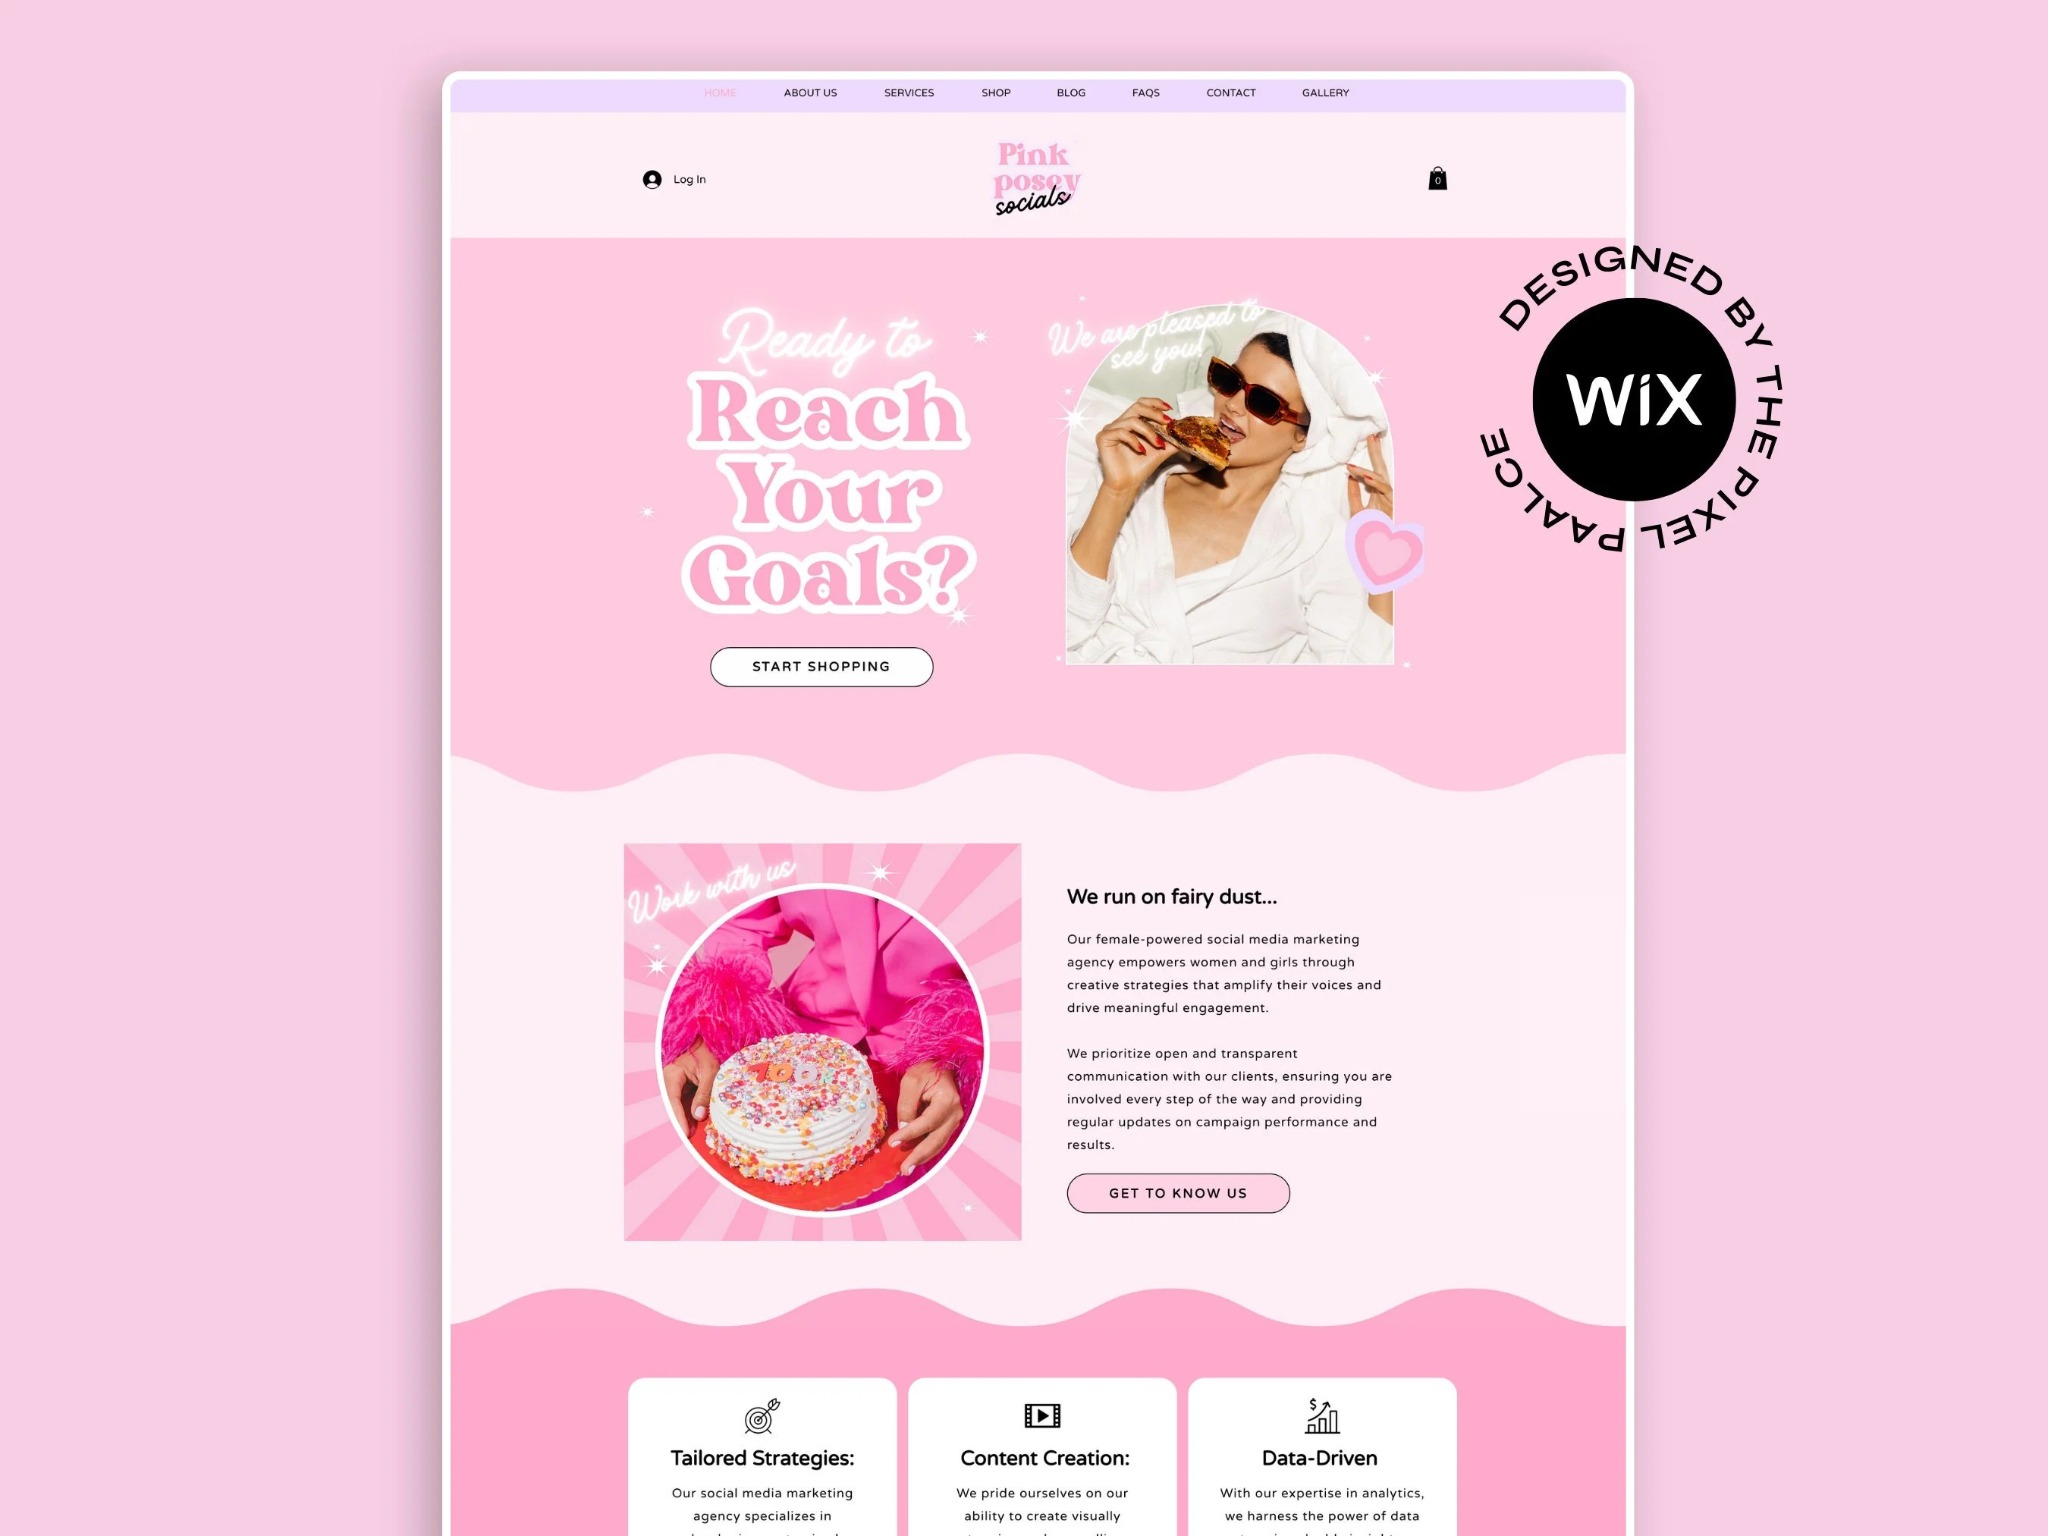 HOME ABOUT US SERVICES SHOP BLOG FAQS CONTACT GALLERY
Log In
Pink
posey
socials
0
DESIGNED BY THE PIXEL PAALCE
WiX
Ready to
Reach
Your
Goals?
START SHOPPING
We are pleased to
see you!
Work with us
We run on fairy dust...
Our female-powered social media marketing
agency empowers women and girls through
creative strategies that amplify their voices and
drive meaningful engagement.
We prioritize open and transparent
communication with our clients, ensuring you are
involved every step of the way and providing
regular updates on campaign performance and
results.
GET TO KNOW US
$
Tailored Strategies:
Our social media marketing
agency specializes in
Content Creation:
We pride ourselves on our
ability to create visually
Data-Driven
With our expertise in analytics,
we harness the power of data